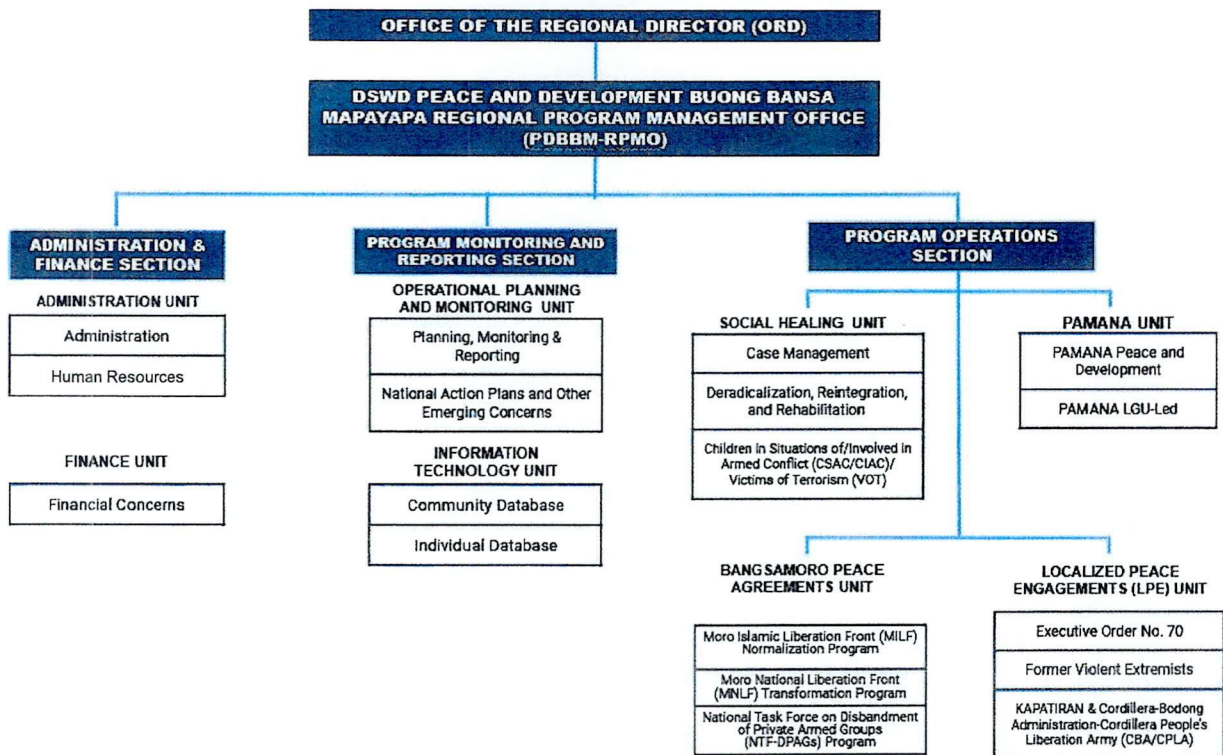 OFFICE OF THE REGIONAL DIRECTOR (ORD)
DSWD PEACE AND DEVELOPMENT BUONG BANSA
MAPAYAPA REGIONAL PROGRAM MANAGEMENT OFFICE
(PDBBM-RPMO)
ADMINISTRATION &
FINANCE SECTION
ADMINISTRATION UNIT
Administration
Human Resources
FINANCE UNIT
Financial Concerns
PROGRAM MONITORING AND
REPORTING SECTION
OPERATIONAL PLANNING
AND MONITORING UNIT
Planning, Monitoring &
Reporting
National Action Plans and Other
Emerging Concerns
INFORMATION
TECHNOLOGY UNIT
Community Database
Individual Database
PROGRAM OPERATIONS
SECTION
SOCIAL HEALING UNIT
Case Management
Deradicalization, Reintegration,
and Rehabilitation
Children in Situations of/Involved in
Armed Conflict (CSAC/CIAC)/
Victims of Terrorism (VOT)
PAMANA UNIT
PAMANA Peace and
Development
PAMANA LGU-Led
BANGSAMORO PEACE
AGREEMENTS UNIT
Moro Islamic Liberation Front (MILF)
Normalization Program
Moro National Liberation Front
(MNLF) Transformation Program
National Task Force on Disbandment
of Private Armed Groups
(NTF-DPAGs) Program
LOCALIZED PEACE
ENGAGEMENTS (LPE) UNIT
Executive Order No. 70
Former Violent Extremists
KAPATIRAN & Cordillera-Bodong
Administration-Cordillera People's
Liberation Army (CBA/CPLA)